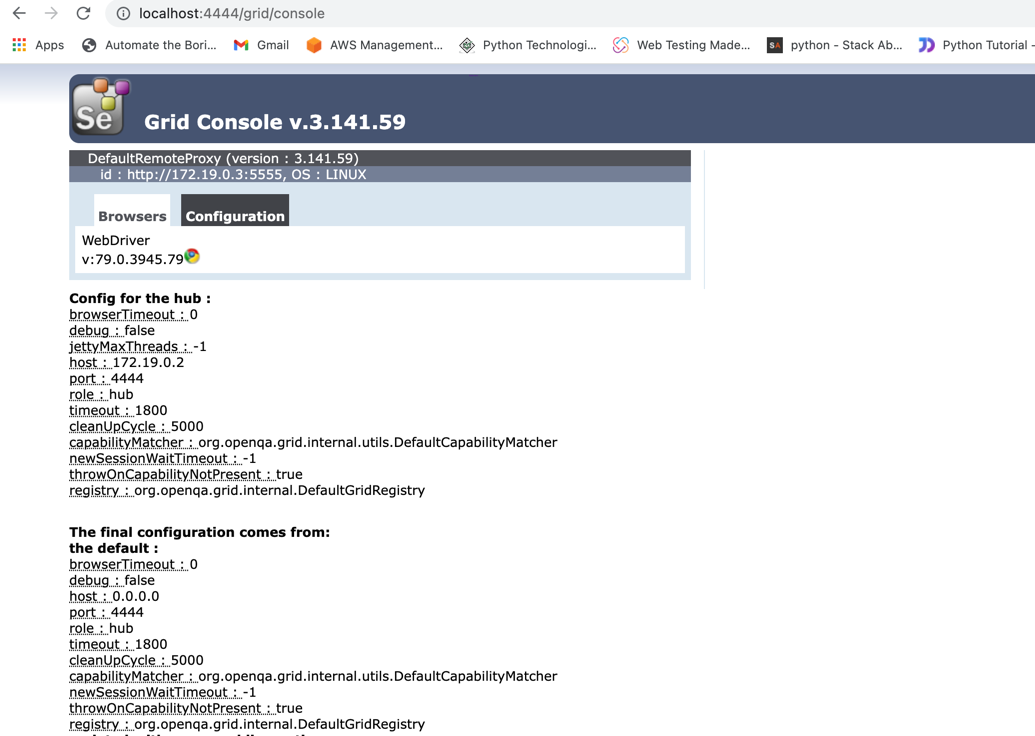 localhost:4444/grid/console
Apps Automate the Bori... Gmail AWS Management... Python Technologi... Web Testing Made... SA python - Stack Ab... Python Tutorial -
Se Grid Console v.3.141.59
DefaultRemoteProxy (version : 3.141.59)
id : http://172.19.0.3:5555, OS : LINUX
Browsers Configuration
WebDriver
v:79.0.3945.79
Config for the hub :
browserTimeout : 0
debug : false
jettyMaxThreads : -1
host : 172.19.0.2
port : 4444
role : hub
timeout : 1800
cleanUpCycle : 5000
capabilityMatcher : org.openqa.grid.internal.utils.DefaultCapabilityMatcher
newSessionWaitTimeout : -1
throwOnCapabilityNotPresent : true
registry : org.openqa.grid.internal.DefaultGridRegistry
The final configuration comes from:
the default :
browserTimeout : 0
debug : false
host : 0.0.0.0
port : 4444
role : hub
timeout : 1800
cleanUpCycle : 5000
capabilityMatcher : org.openqa.grid.internal.utils.DefaultCapabilityMatcher
newSessionWaitTimeout : -1
throwOnCapabilityNotPresent : true
registry : org.openqa.grid.internal.DefaultGridRegistry